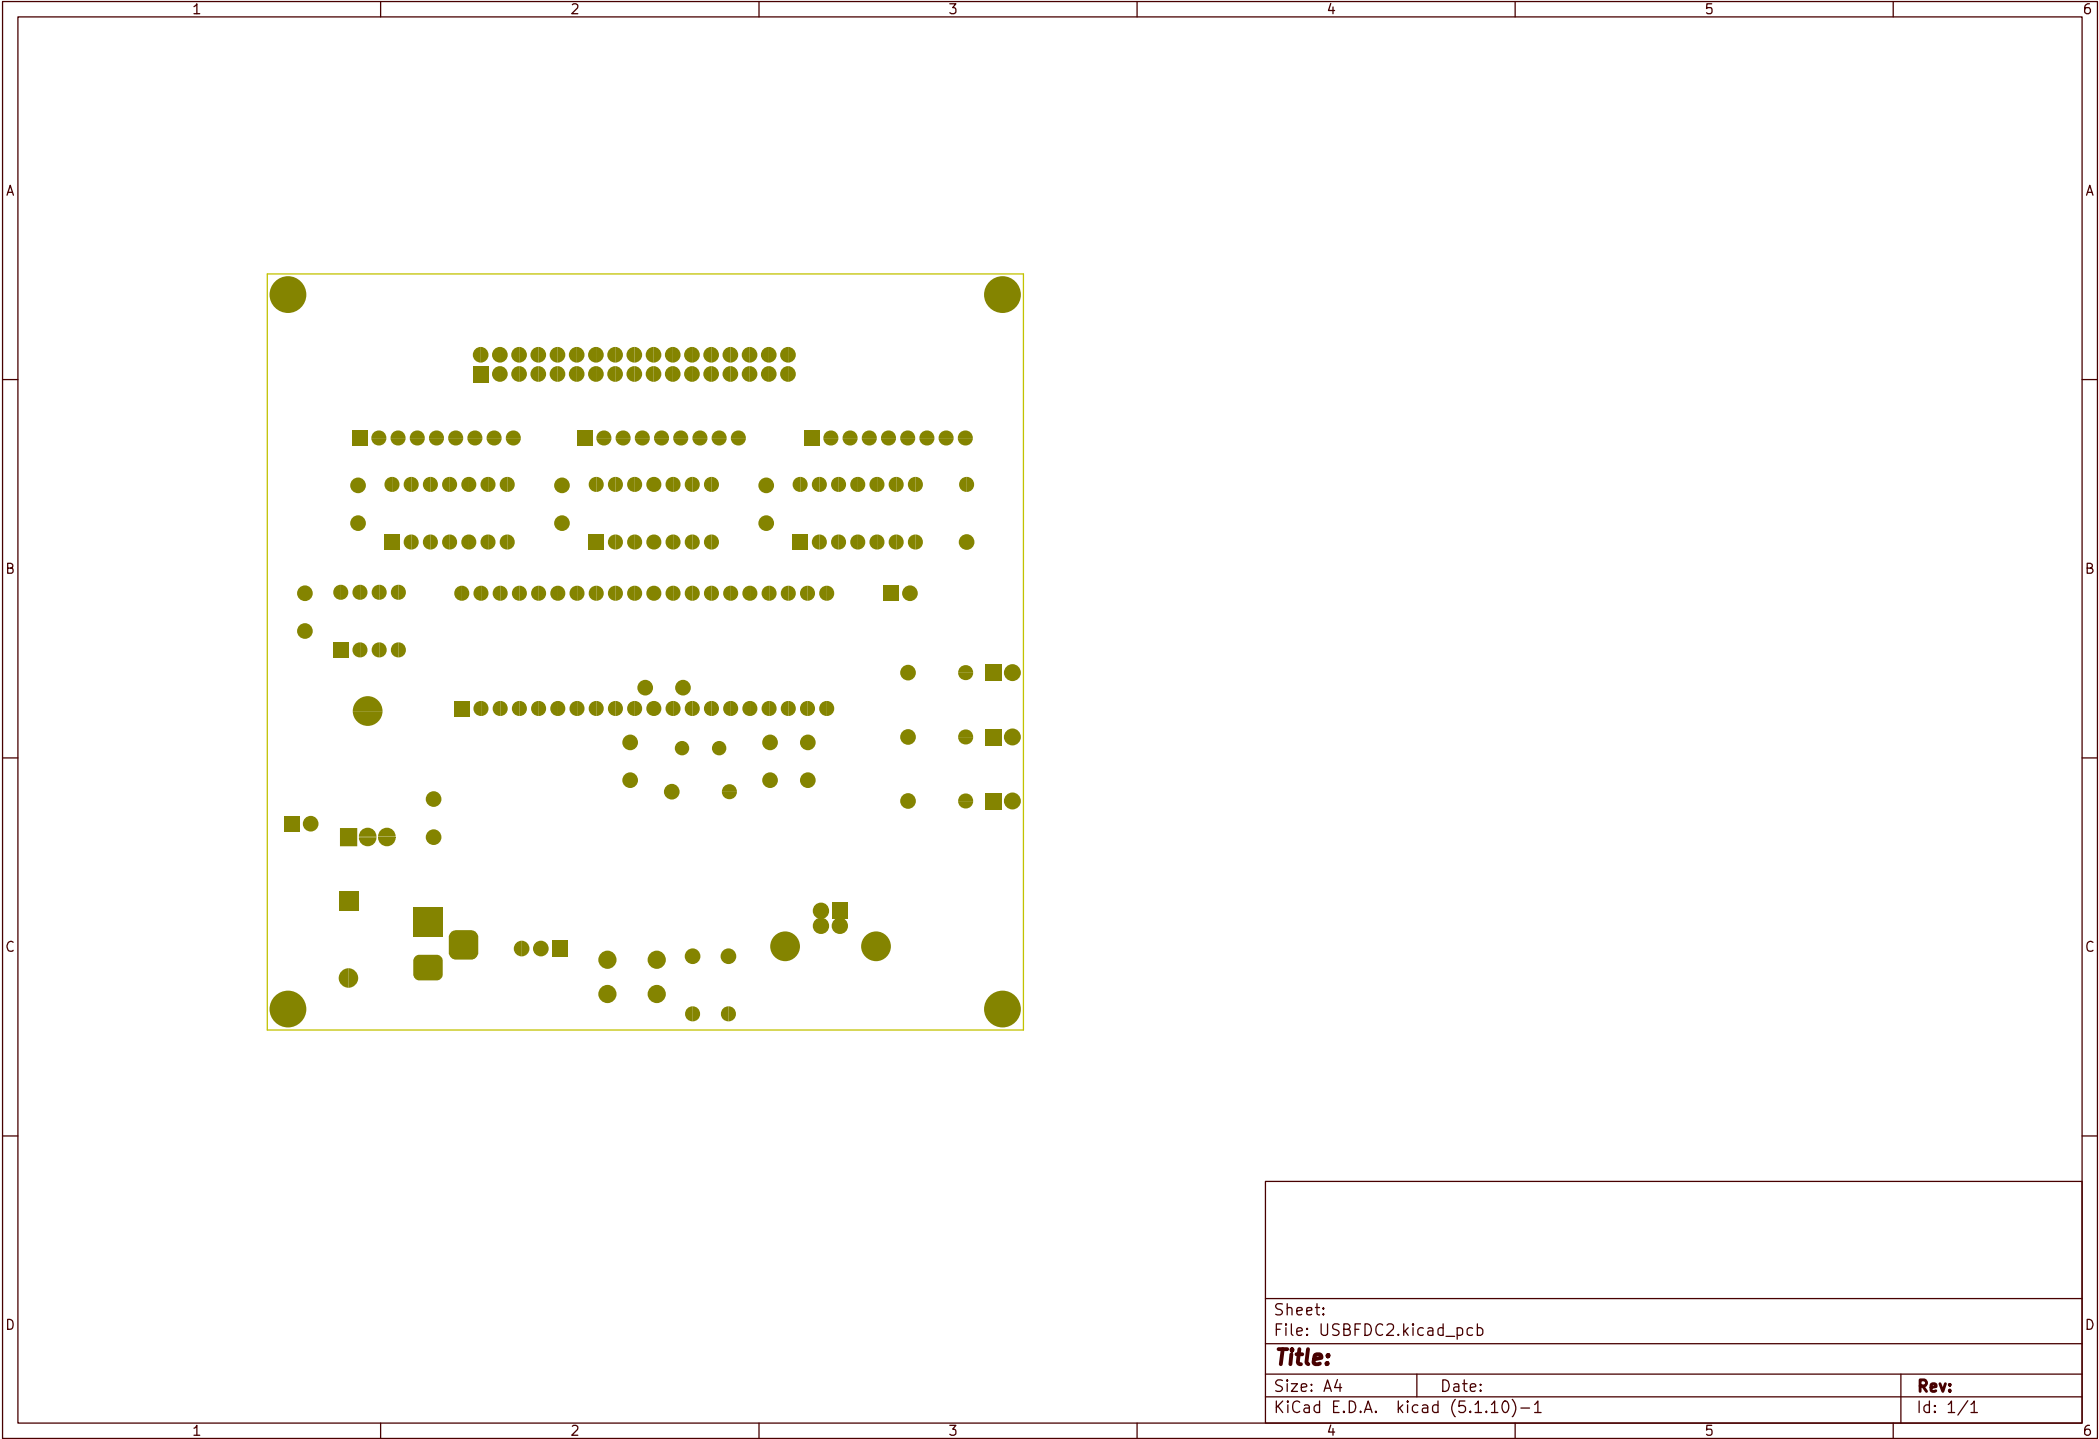 1 2 3 4 5 6
A A
B B
C C
D D
Sheet:
File: USBFDC2.kicad_pcb
Title:
Size: A4 Date: Rev:
KiCad E.D.A. kicad (5.1.10)-1 Id: 1/1
1 2 3 4 5 6